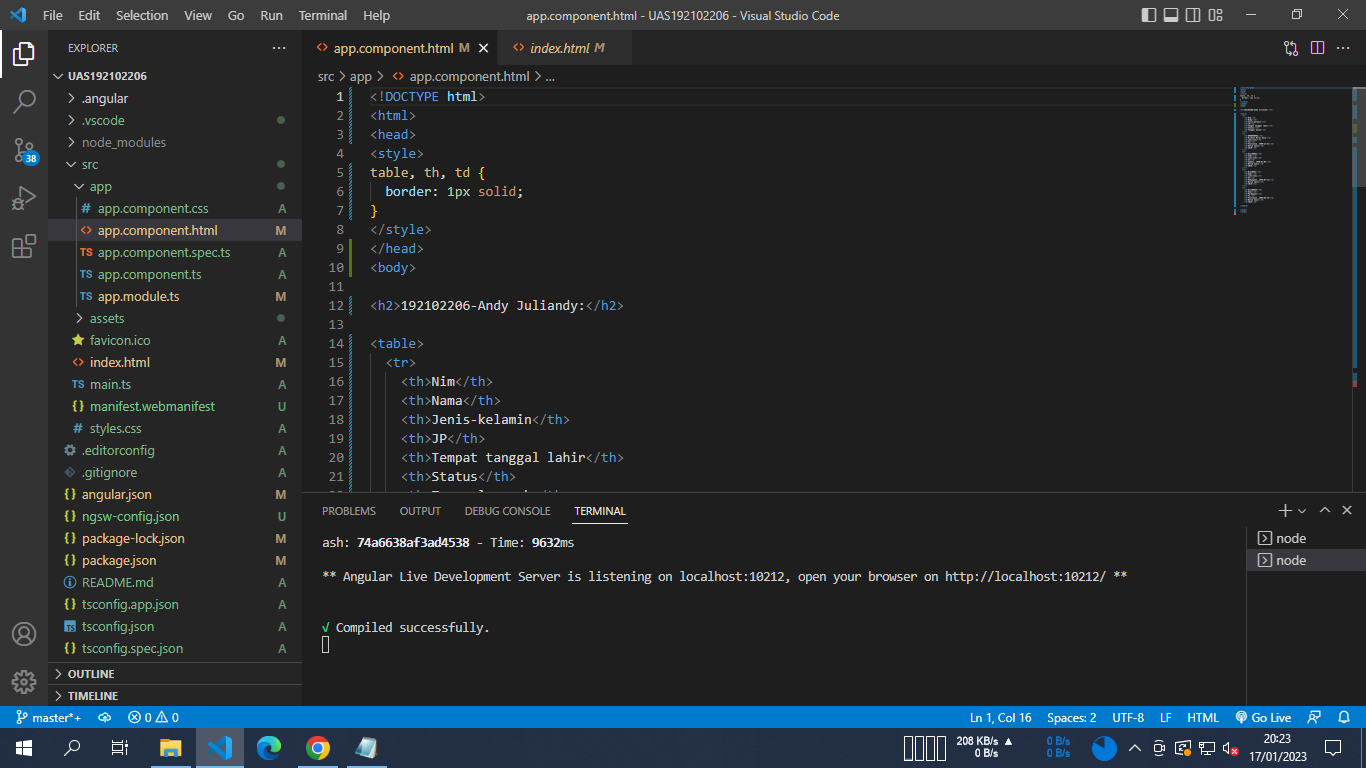 File Edit Selection View Go Run Terminal Help
app.component.html - UAS192102206 - Visual Studio Code
EXPLORER
UAS192102206
.angular
.vscode
node_modules
src
app
# app.component.css A
<> app.component.html M
TS app.component.spec.ts A
TS app.component.ts A
TS app.module.ts M
assets
favicon.ico A
<> index.html M
TS main.ts A
{} manifest.webmanifest U
# styles.css A
.editorconfig A
.gitignore A
{} angular.json M
{} ngsw-config.json U
{} package-lock.json M
{} package.json M
README.md A
{} tsconfig.app.json A
TS tsconfig.json A
{} tsconfig.spec.json A
OUTLINE
TIMELINE
38
<> app.component.html M
<> index.html M
src > app > <> app.component.html > ...
1 <!DOCTYPE html>
2 <html>
3 <head>
4 <style>
5 table, th, td {
6 border: 1px solid;
7 }
8 </style>
9 </head>
10 <body>
11
12 <h2>192102206-Andy Juliandy:</h2>
13
14 <table>
15 <tr>
16 <th>Nim</th>
17 <th>Nama</th>
18 <th>Jenis-kelamin</th>
19 <th>JP</th>
20 <th>Tempat tanggal lahir</th>
21 <th>Status</th>
PROBLEMS OUTPUT DEBUG CONSOLE TERMINAL
ash: 74a6638af3ad4538 - Time: 9632ms
** Angular Live Development Server is listening on localhost:10212, open your browser on http://localhost:10212/ **
√ Compiled successfully.
node
node
master*+ 0 0
Ln 1, Col 16 Spaces: 2 UTF-8 LF HTML Go Live
208 KB/s
0 B/s
0 B/s
0 B/s
20:23
17/01/2023